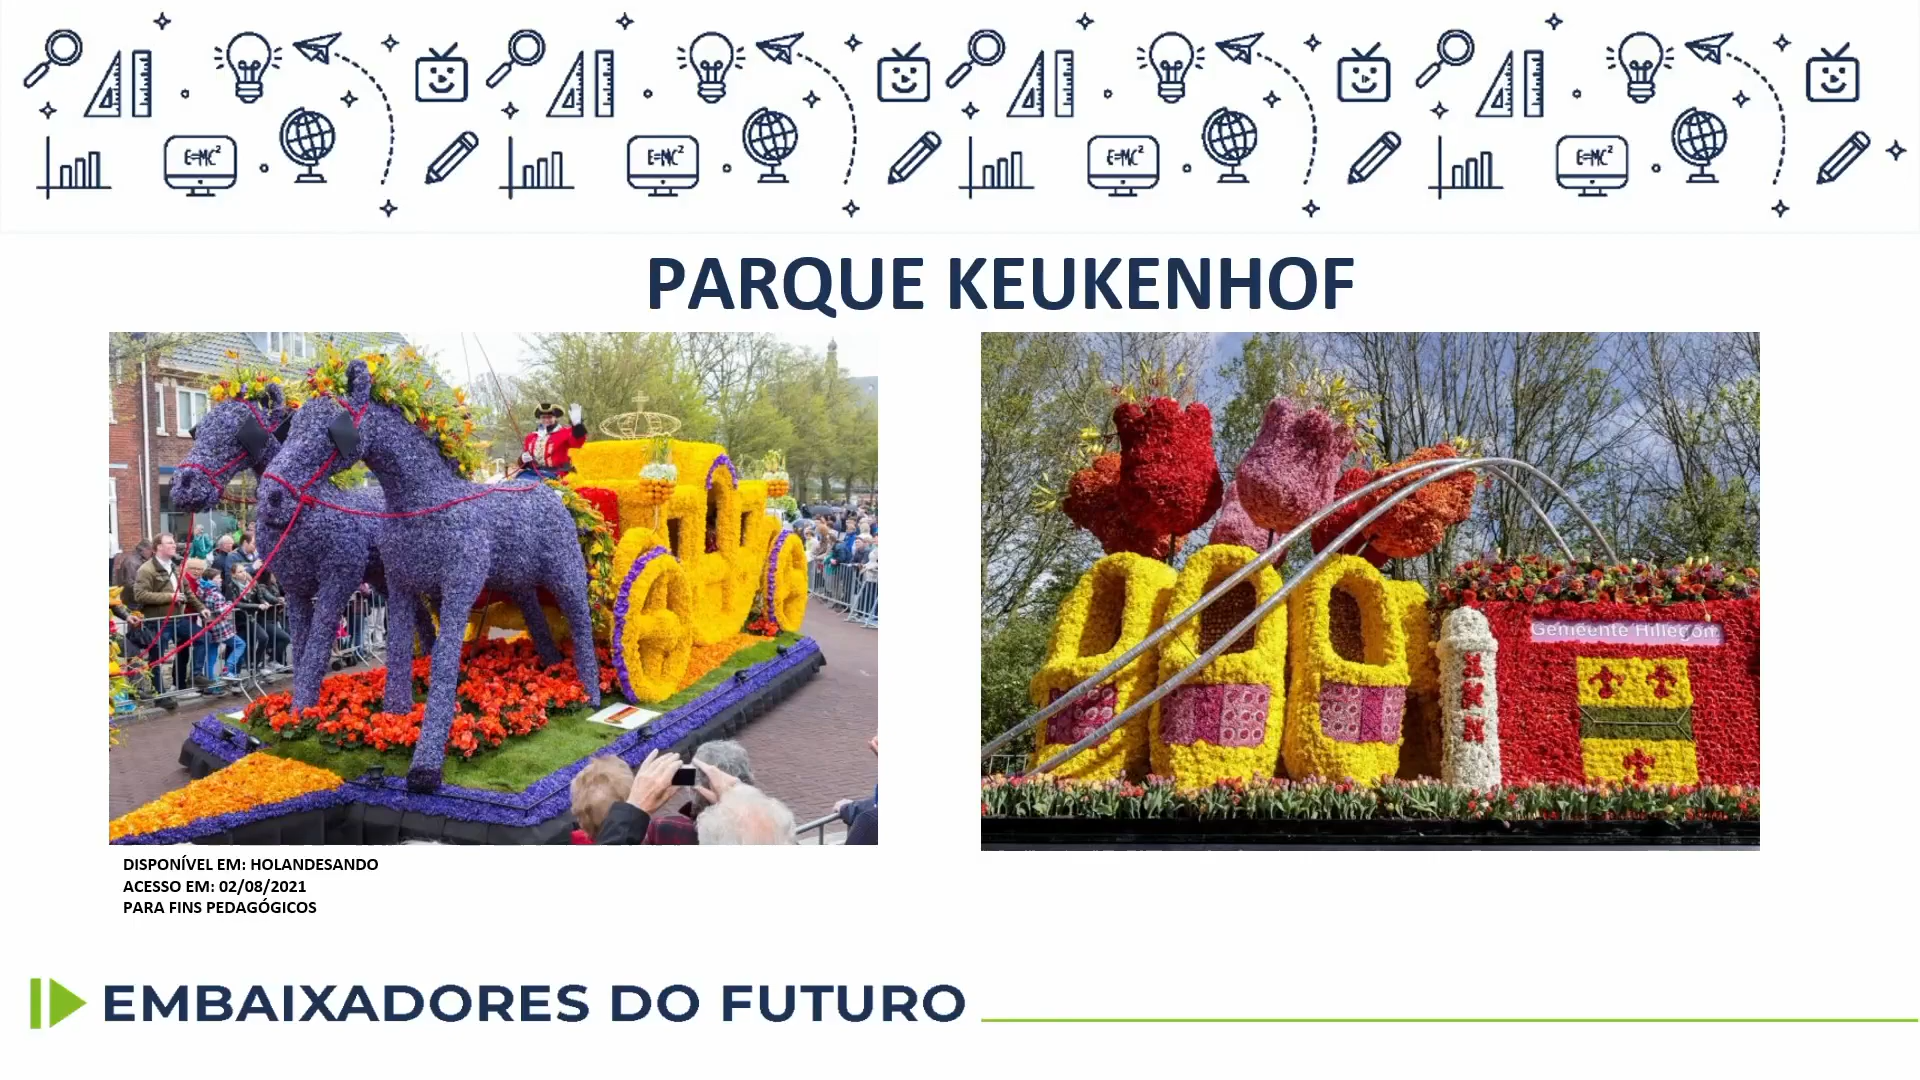 E=MC²
E=MC²
E=MC²
E=MC²
PARQUE KEUKENHOF
Gemeente Hillegom
DISPONÍVEL EM: HOLANDESANDO
ACESSO EM: 02/08/2021
PARA FINS PEDAGÓGICOS
EMBAIXADORES DO FUTURO